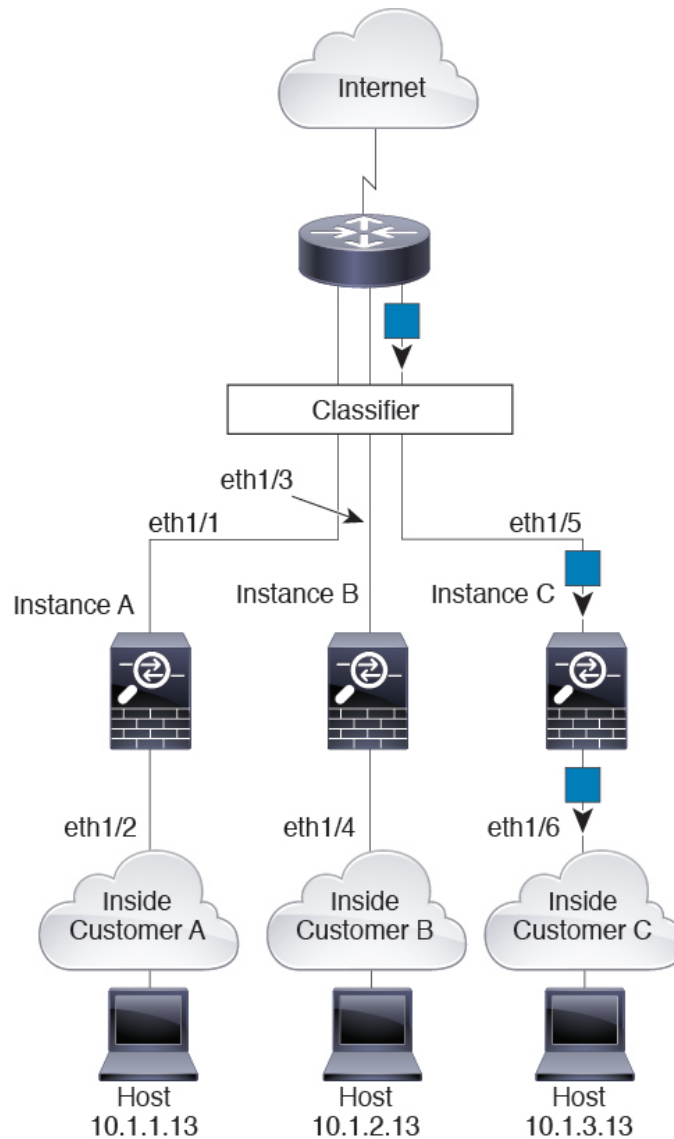 Internet
Classifier
eth1/3
eth1/1
eth1/5
Instance A
Instance B
Instance C
eth1/2
eth1/4
eth1/6
Inside
Customer A
Inside
Customer B
Inside
Customer C
Host
10.1.1.13
Host
10.1.2.13
Host
10.1.3.13